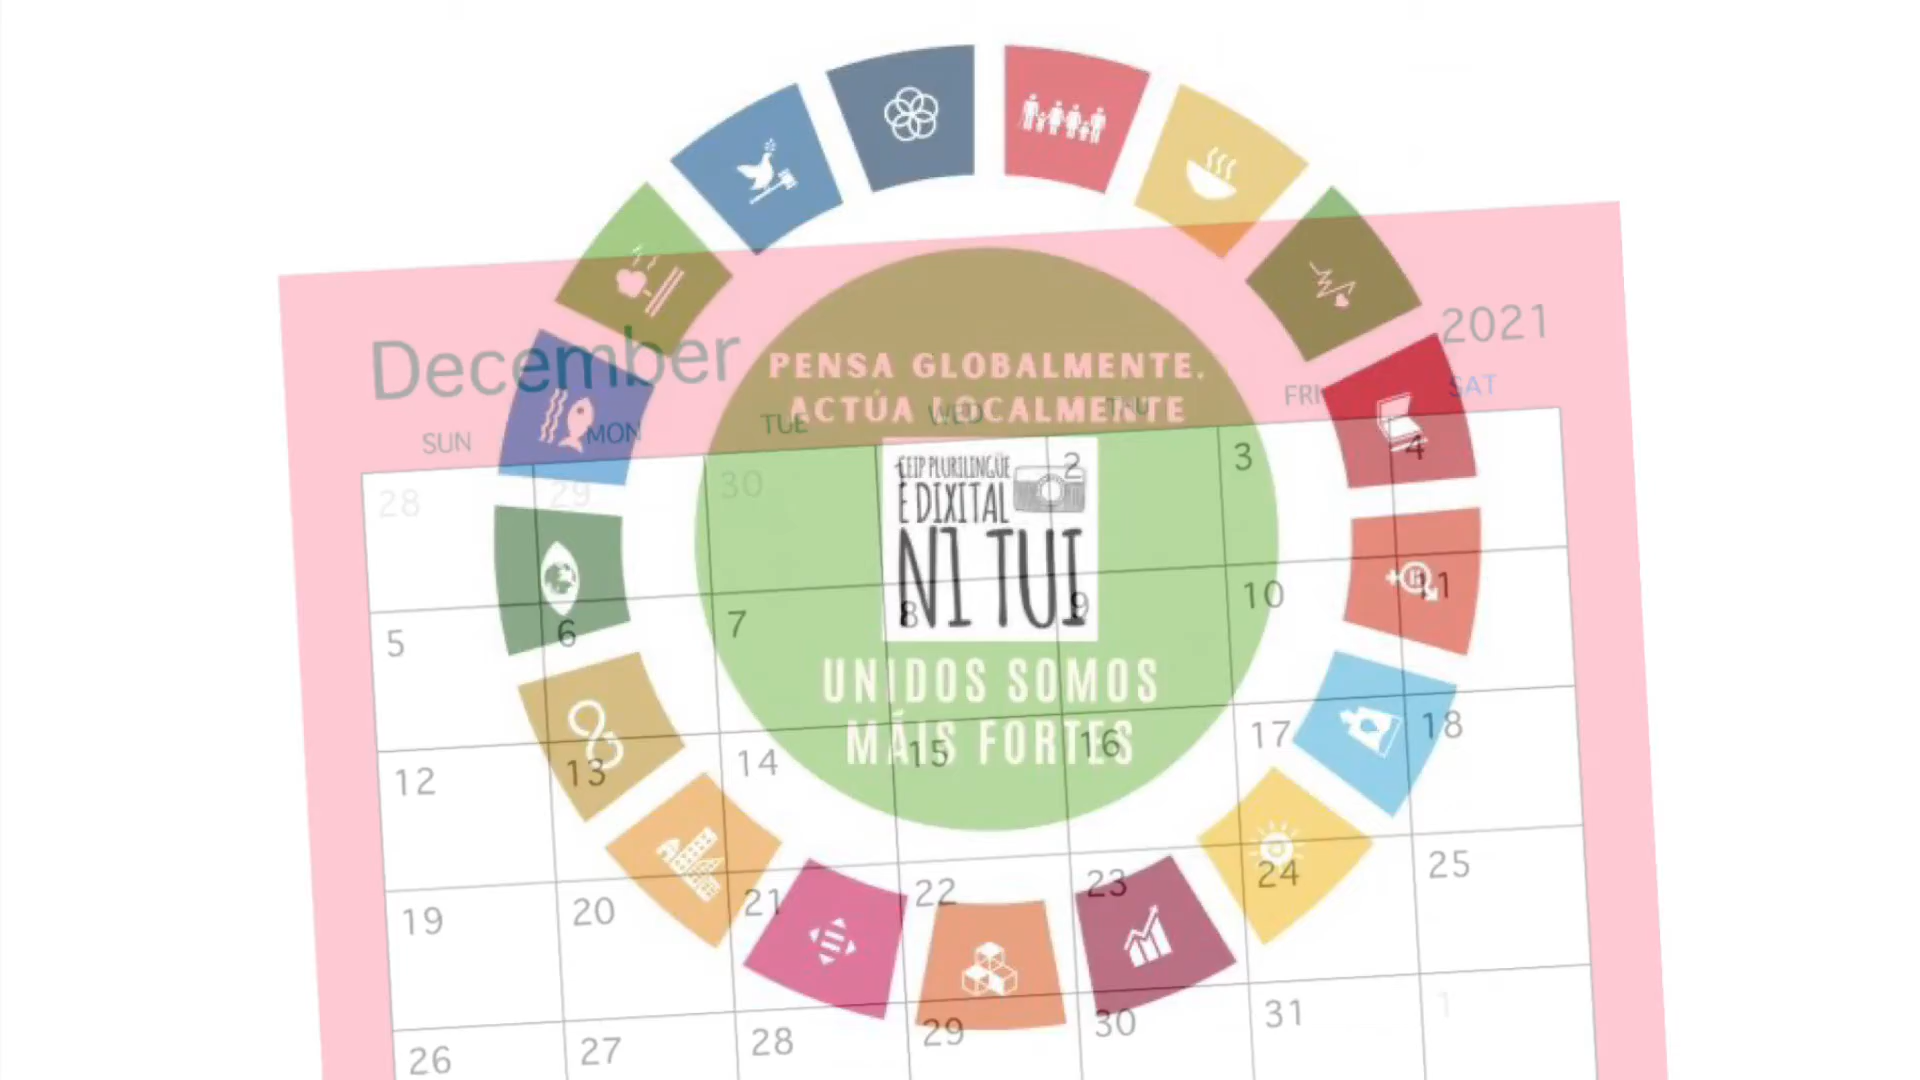 December
2021
SUN MON TUE WED THU FRI SAT
PENSA GLOBALMENTE.
ACTÚA LOCALMENTE
CEIP PLURILINGÜE
E DIXITAL
N1 TUI
UNIDOS SOMOS
MÁIS FORTES
28 29 30 2 3 4
5 6 7 8 9 10 11
12 13 14 15 16 17 18
19 20 21 22 23 24 25
26 27 28 29 30 31 1